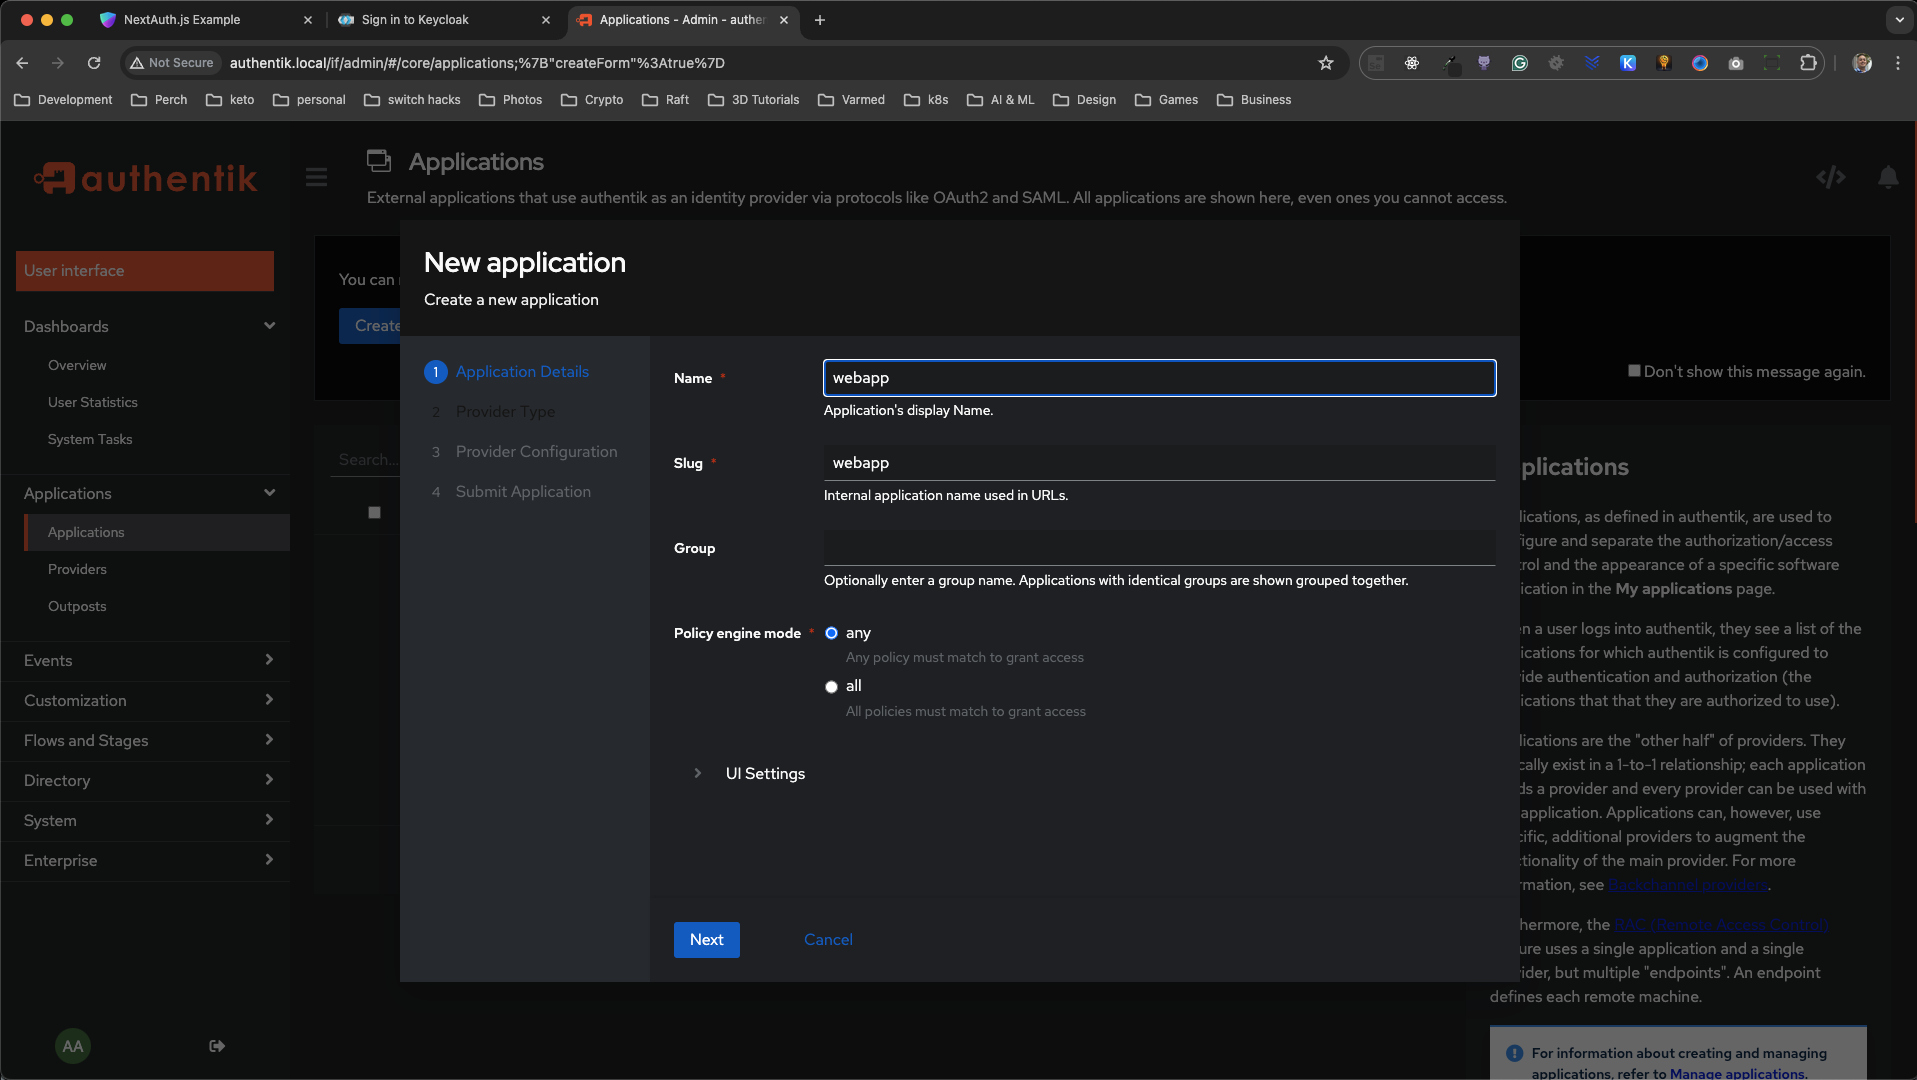 NextAuth.js Example
Sign in to Keycloak
Applications - Admin - authen
Not Secure
authentik.local/if/admin/#/core/applications;%7B"createForm"%3Atrue%7D
Development
Perch
keto
personal
switch hacks
Photos
Crypto
Raft
3D Tutorials
Varmed
k8s
AI & ML
Design
Games
Business
authentik
Applications
External applications that use authentik as an identity provider via protocols like OAuth2 and SAML. All applications are shown here, even ones you cannot access.
User interface
Dashboards
Overview
User Statistics
System Tasks
Applications
Applications
Providers
Outposts
Events
Customization
Flows and Stages
Directory
System
Enterprise
AA
You can
Create
Don't show this message again.
Search...
New application
Create a new application
1 Application Details
2 Provider Type
3 Provider Configuration
4 Submit Application
Name *
webapp
Application's display Name.
Slug *
webapp
Internal application name used in URLs.
Group
Optionally enter a group name. Applications with identical groups are shown grouped together.
Policy engine mode *
any
Any policy must match to grant access
all
All policies must match to grant access
UI Settings
Next
Cancel
plications
lications, as defined in authentik, are used to
figure and separate the authorization/access
trol and the appearance of a specific software
lication in the My applications page.
n a user logs into authentik, they see a list of the
lications for which authentik is configured to
vide authentication and authorization (the
lications that that they are authorized to use).
lications are the "other half" of providers. They
cally exist in a 1-to-1 relationship; each application
ds a provider and every provider can be used with
application. Applications can, however, use
cific, additional providers to augment the
ctionality of the main provider. For more
rmation, see Backchannel providers.
hermore, the RAC (Remote Access Control)
ure uses a single application and a single
vider, but multiple "endpoints". An endpoint
defines each remote machine.
For information about creating and managing
applications, refer to Manage applications.